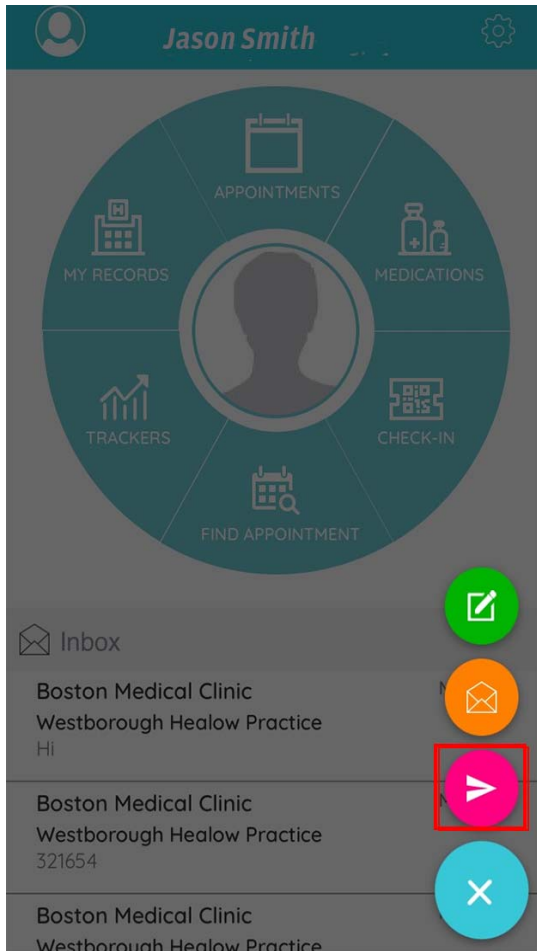 Jason Smith
APPOINTMENTS
MY RECORDS
MEDICATIONS
TRACKERS
CHECK-IN
FIND APPOINTMENT
Inbox
Boston Medical Clinic
Westborough Healow Practice
Hi
Boston Medical Clinic
Westborough Healow Practice
321654
Boston Medical Clinic
Westborough Healow Practice